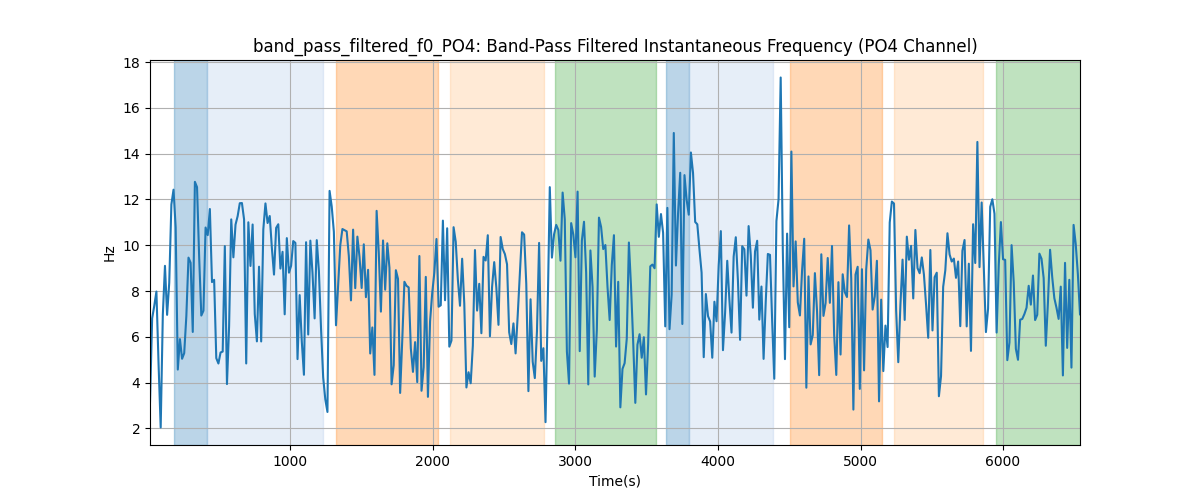 band_pass_filtered_f0_PO4: Band-Pass Filtered Instantaneous Frequency (PO4 Channel)
18
16
14
12
10
8
6
4
2
Hz
1000 2000 3000 4000 5000 6000
Time(s)